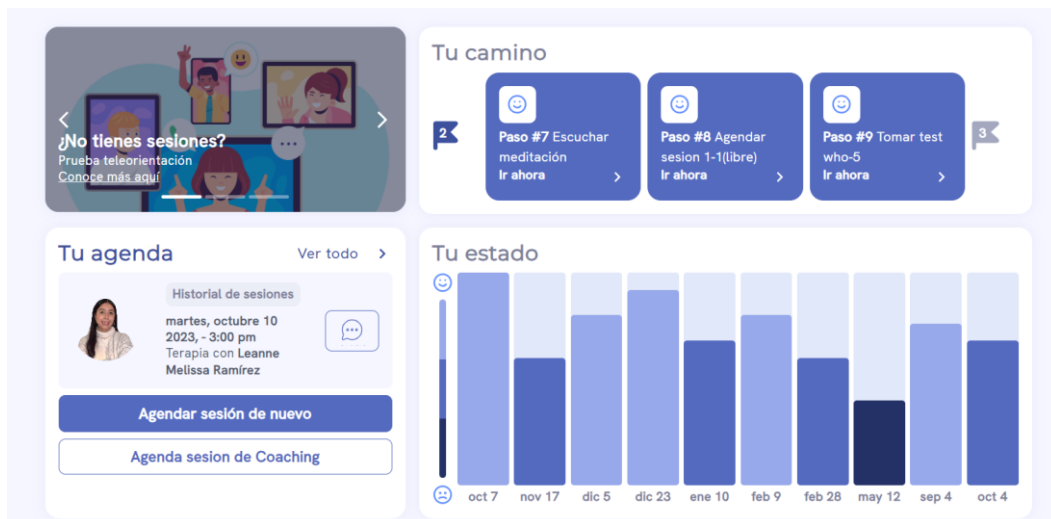 ¿No tienes sesiones?
Prueba teleorientación
Conoce más aquí
Tu camino
2
Paso #7 Escuchar
meditación
Ir ahora
Paso #8 Agendar
sesion 1-1(libre)
Ir ahora
Paso #9 Tomar test
who-5
Ir ahora
3
Tu agenda
Ver todo
Historial de sesiones
martes, octubre 10
2023, - 3:00 pm
Terapia con Leanne
Melissa Ramírez
Agendar sesión de nuevo
Agenda sesion de Coaching
Tu estado
oct 7 nov 17 dic 5 dic 23 ene 10 feb 9 feb 28 may 12 sep 4 oct 4